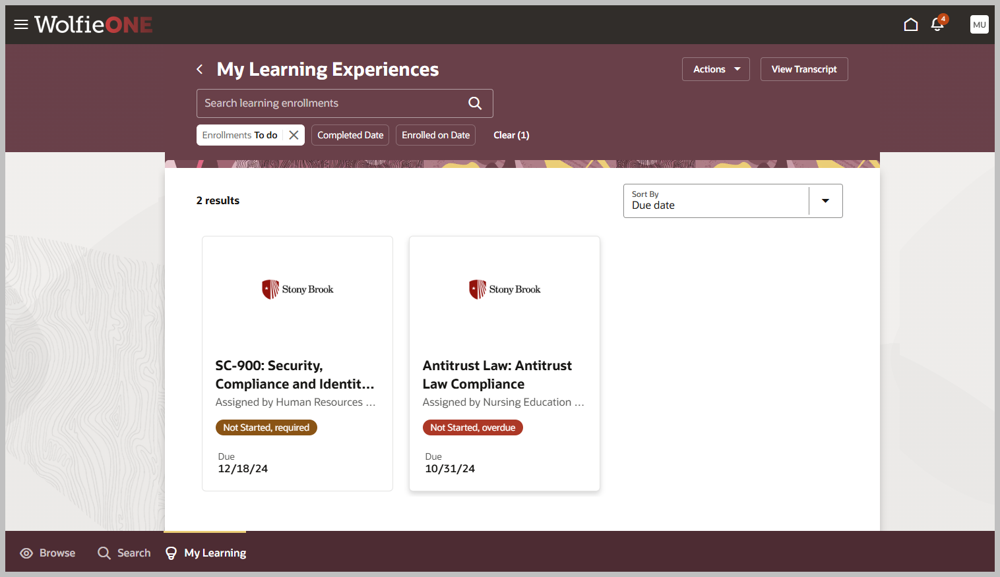 WolfieONE
4
MU
My Learning Experiences
Actions
View Transcript
Search learning enrollments
Enrollments To do
Completed Date
Enrolled on Date
Clear (1)
2 results
Sort By
Due date
Stony Brook
SC-900: Security,
Compliance and Identit...
Assigned by Human Resources ...
Not Started, required
Due
12/18/24
Stony Brook
Antitrust Law: Antitrust
Law Compliance
Assigned by Nursing Education ...
Not Started, overdue
Due
10/31/24
Browse
Search
My Learning